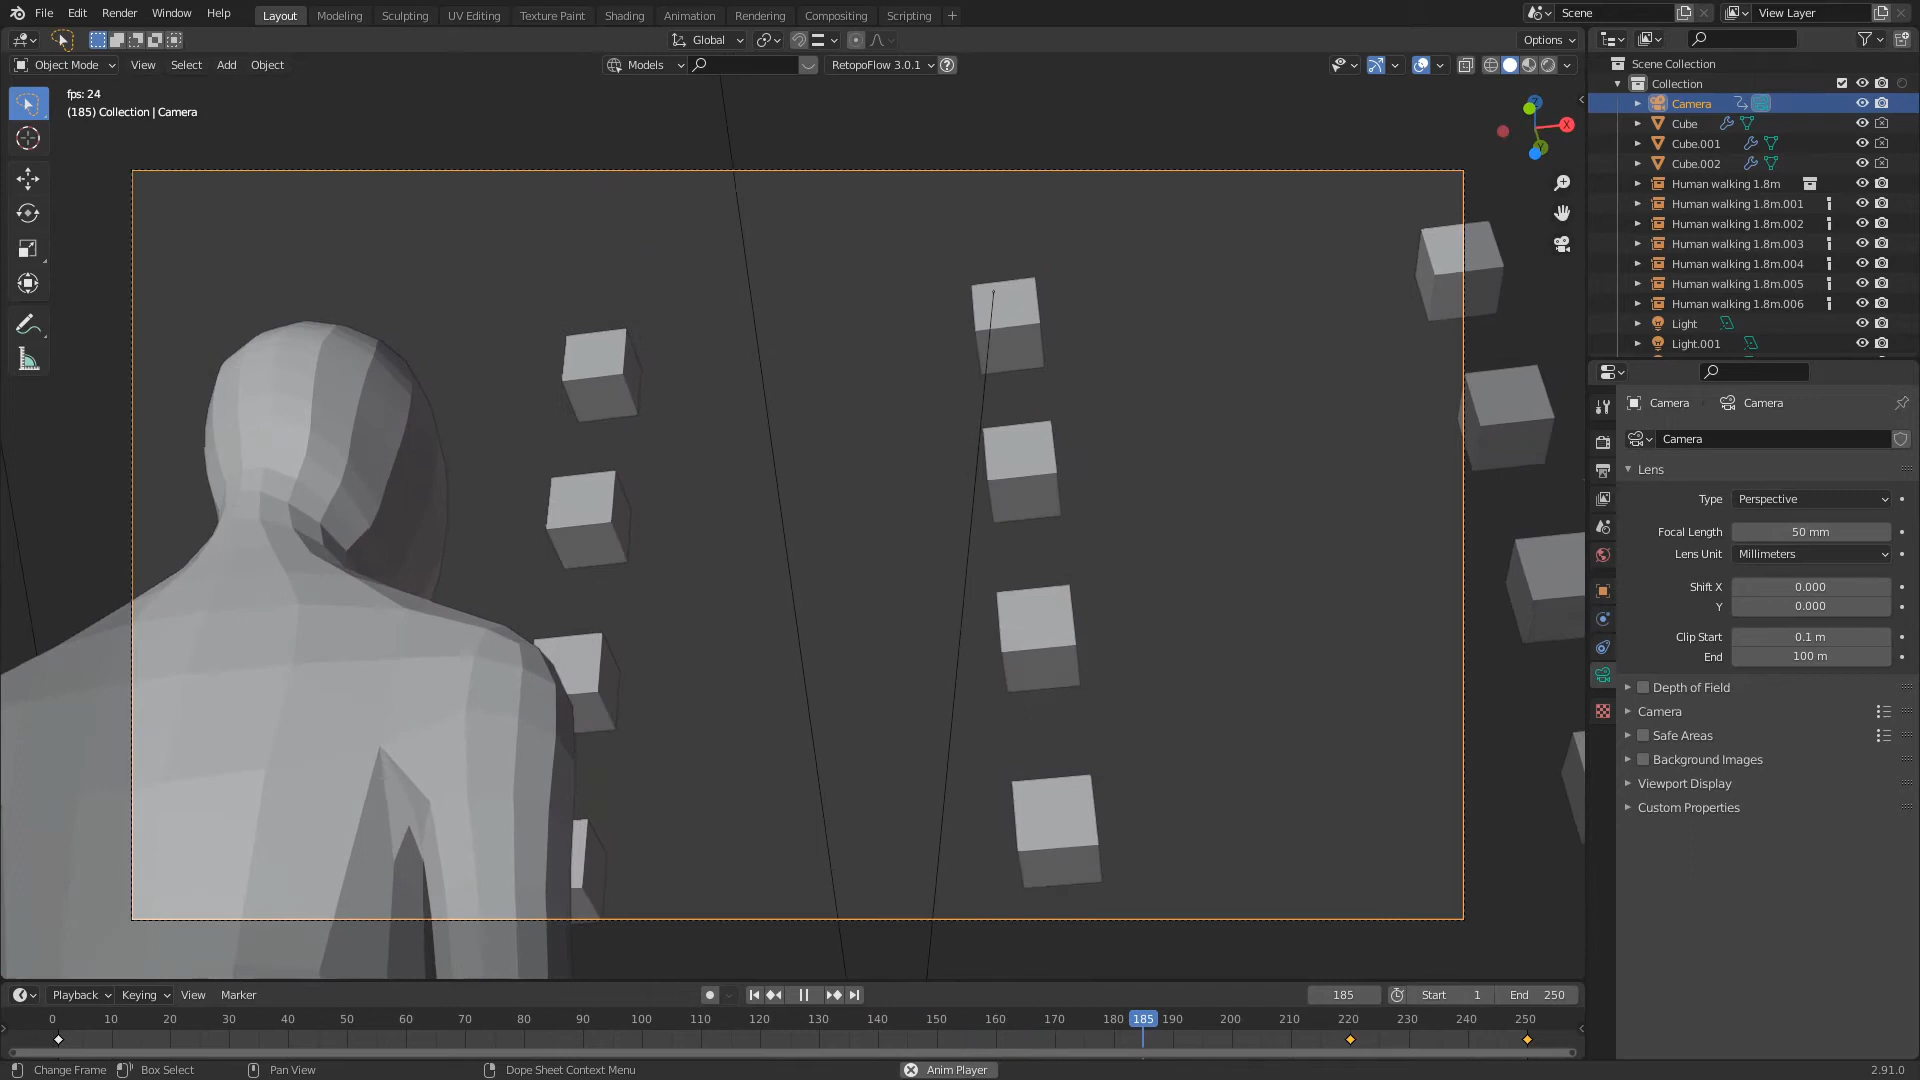 File Edit Render Window Help Layout Modeling Sculpting UV Editing Texture Paint Shading Animation Rendering Compositing Scripting + Scene View Layer
Global Options
Object Mode View Select Add Object Models RetopoFlow 3.0.1 ?
fps: 24
(185) Collection | Camera
Z
X
Y
Scene Collection
Collection
Camera
Cube
Cube.001
Cube.002
Human walking 1.8m
Human walking 1.8m.001
Human walking 1.8m.002
Human walking 1.8m.003
Human walking 1.8m.004
Human walking 1.8m.005
Human walking 1.8m.006
Light
Light.001
Camera Camera
Camera
Lens
Type Perspective
Focal Length 50 mm
Lens Unit Millimeters
Shift X 0.000
Y 0.000
Clip Start 0.1 m
End 100 m
Depth of Field
Camera
Safe Areas
Background Images
Viewport Display
Custom Properties
Playback Keying View Marker 185 Start 1 End 250
0 10 20 30 40 50 60 70 80 90 100 110 120 130 140 150 160 170 180 185 190 200 210 220 230 240 250
Change Frame Box Select Pan View Dope Sheet Context Menu Anim Player 2.91.0